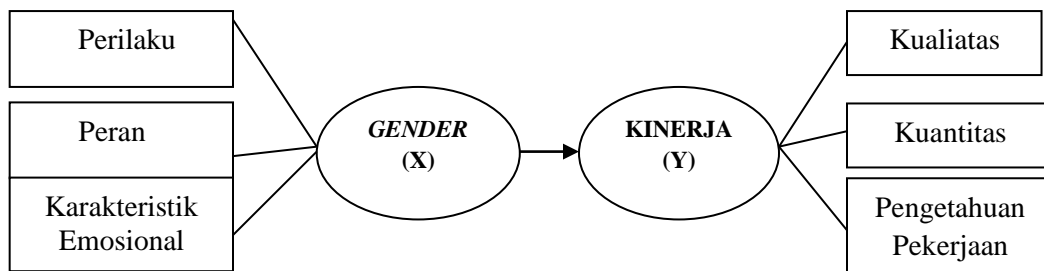 Perilaku
Peran
Karakteristik
Emosional
GENDER
(X)
KINERJA
(Y)
Kualiatas
Kuantitas
Pengetahuan
Pekerjaan